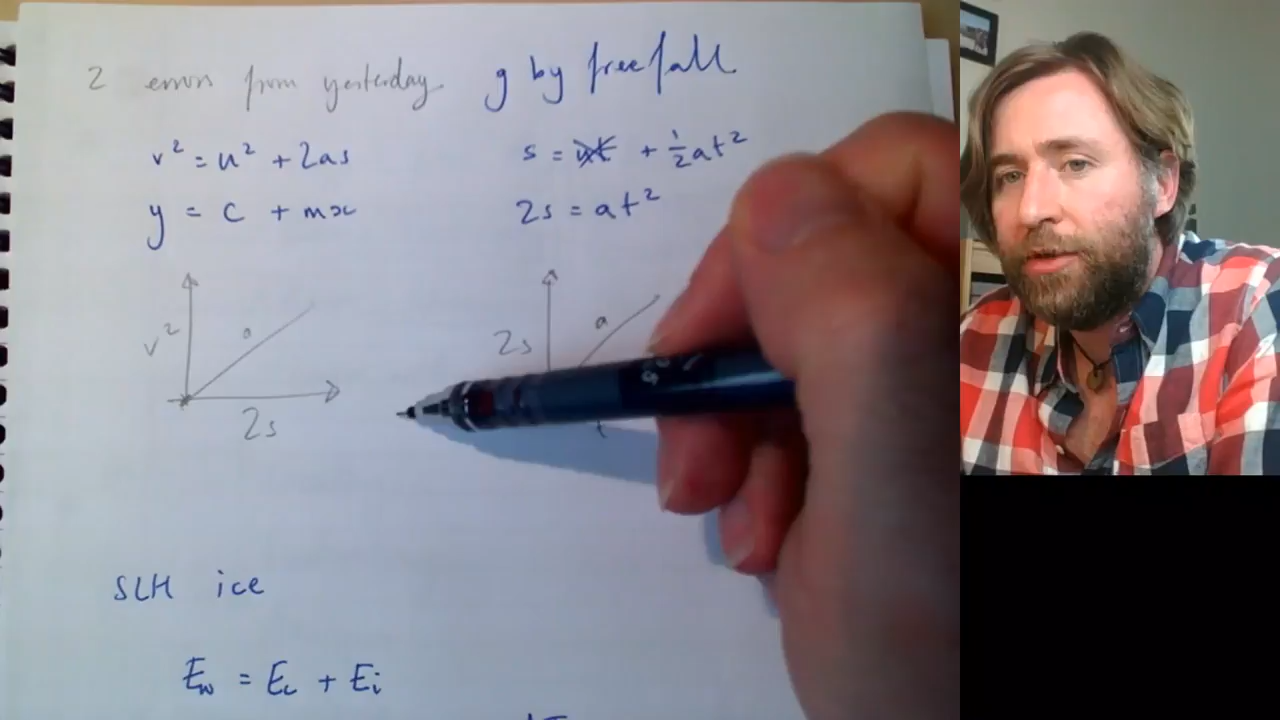 2 errors from yesterday g by freefall
v² = u² + 2as
s = ut + ½at²
y = c + mx
2s = at²
v²
a
2s
2s
a
t
SLH ice
Ew = Ec + Ei